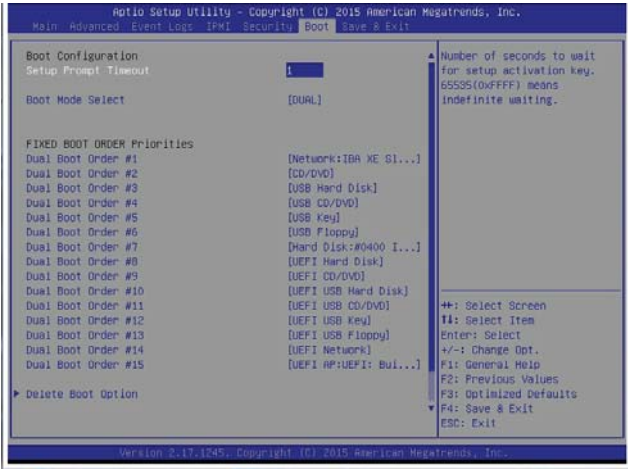 Aptio Setup Utility - Copyright (C) 2015 American Megatrends, Inc.
Main Advanced Event Logs IPMI Security Boot Save & Exit
Boot Configuration
Setup Prompt Timeout 1
Boot Mode Select [DUAL]
FIXED BOOT ORDER Priorities
Dual Boot Order #1 [Network:IBA XE Sl...]
Dual Boot Order #2 [CD/DVD]
Dual Boot Order #3 [USB Hard Disk]
Dual Boot Order #4 [USB CD/DVD]
Dual Boot Order #5 [USB Key]
Dual Boot Order #6 [USB Floppy]
Dual Boot Order #7 [Hard Disk:#0400 I...]
Dual Boot Order #8 [UEFI Hard Disk]
Dual Boot Order #9 [UEFI CD/DVD]
Dual Boot Order #10 [UEFI USB Hard Disk]
Dual Boot Order #11 [UEFI USB CD/DVD]
Dual Boot Order #12 [UEFI USB Key]
Dual Boot Order #13 [UEFI USB Floppy]
Dual Boot Order #14 [UEFI Network]
Dual Boot Order #15 [UEFI AP:UEFI: Bui...]
Delete Boot Option
Number of seconds to wait
for setup activation key.
65535(0xFFFF) means
indefinite waiting.
↔: Select Screen
↑↓: Select Item
Enter: Select
+/-: Change Opt.
F1: General Help
F2: Previous Values
F3: Optimized Defaults
F4: Save & Exit
ESC: Exit
Version 2.17.1245. Copyright (C) 2015 American Megatrends, Inc.